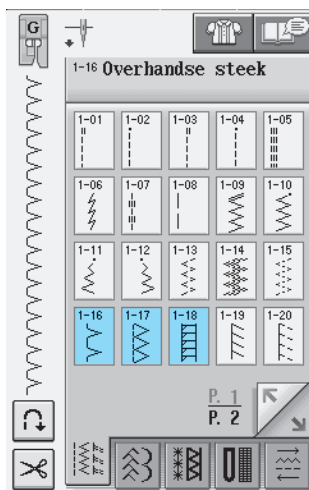 G
1-16 Overhandse steek
1-01 1-02 1-03 1-04 1-05
1-06 1-07 1-08 1-09 1-10
1-11 1-12 1-13 1-14 1-15
1-16 1-17 1-18 1-19 1-20
P. 1
P. 2